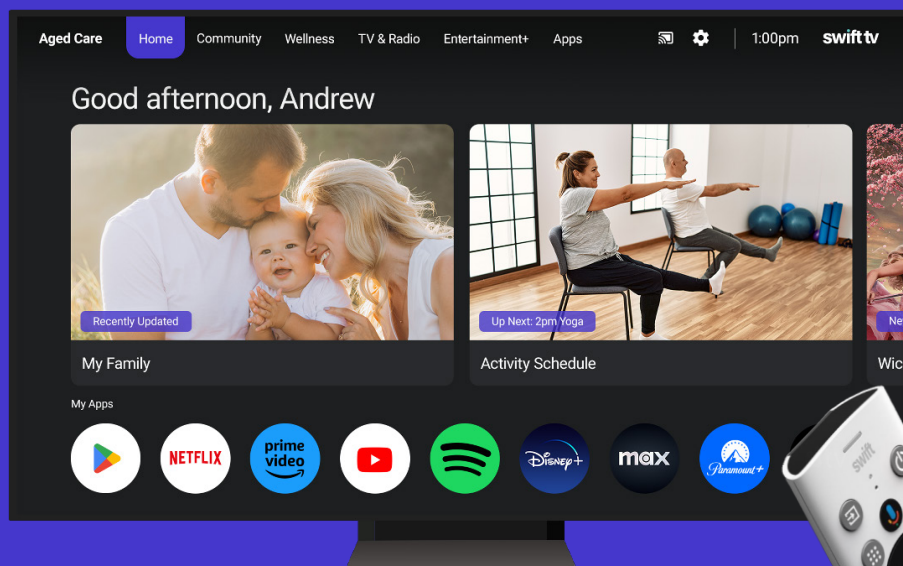 Aged Care Home Community Wellness TV & Radio Entertainment+ Apps 1:00pm swift tv
Good afternoon, Andrew
Recently Updated
Up Next: 2pm Yoga
My Family
Activity Schedule
My Apps
NETFLIX
prime
video
Disney+
max
Paramount+
swift